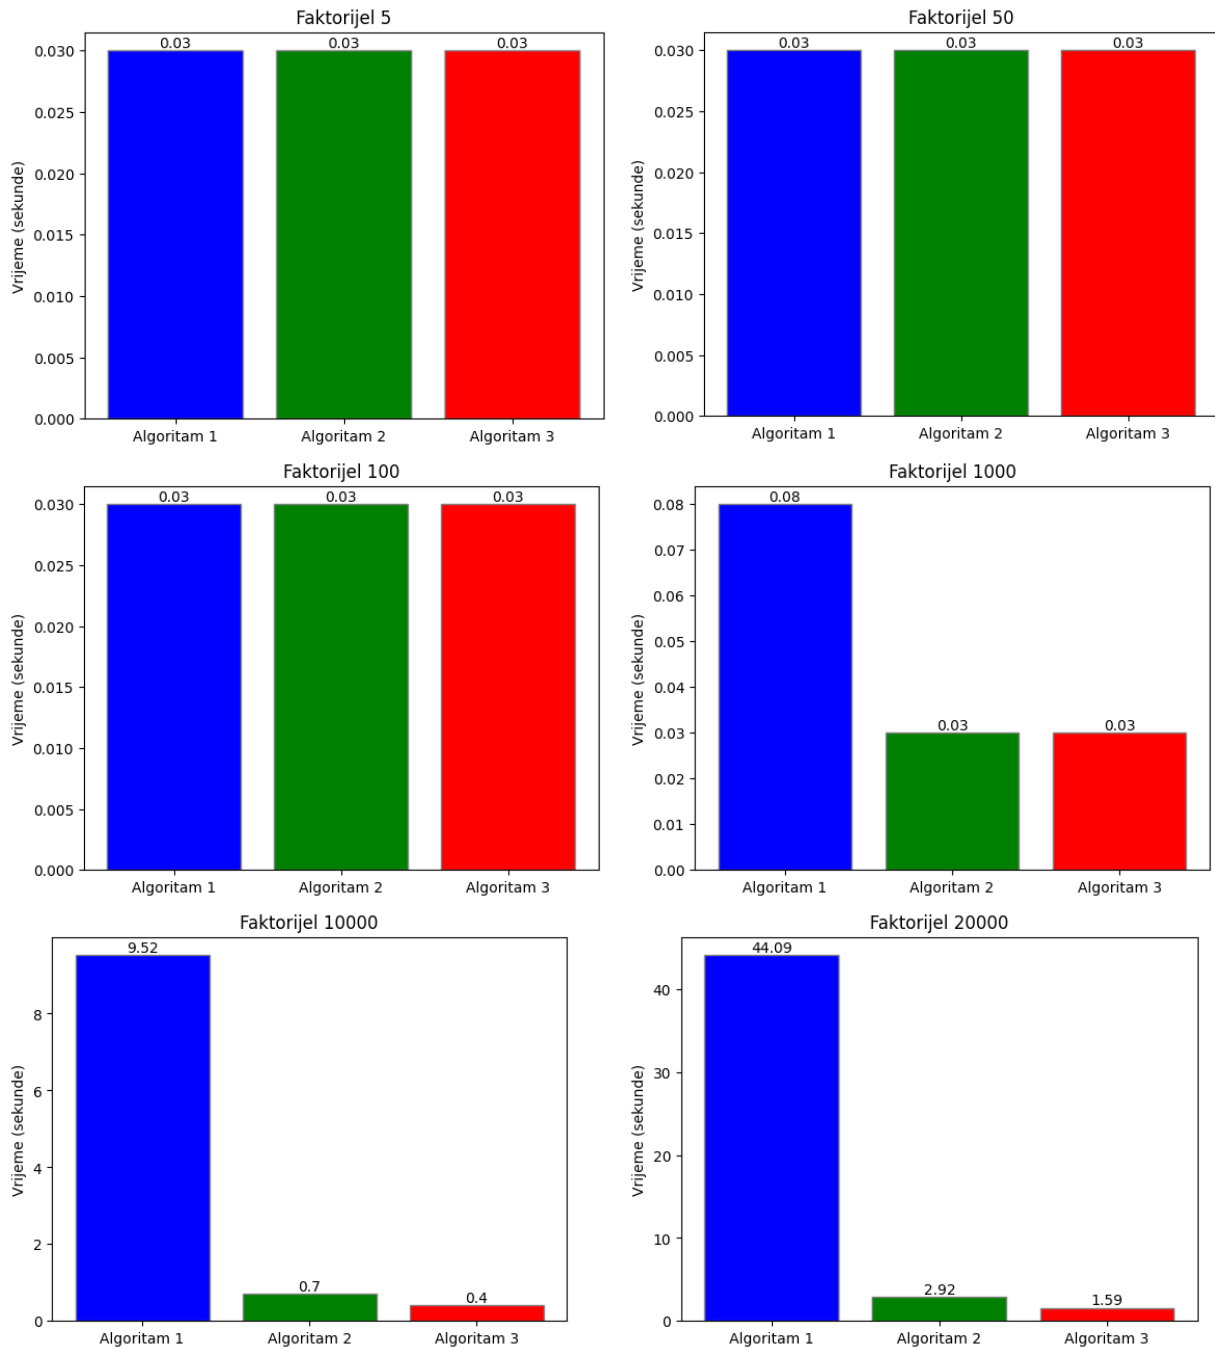 Faktorijel 5
0.03 0.03 0.03
0.030
0.025
0.020
0.015
0.010
0.005
0.000
Vrijeme (sekunde)
Algoritam 1 Algoritam 2 Algoritam 3
Faktorijel 50
0.03 0.03 0.03
0.030
0.025
0.020
0.015
0.010
0.005
0.000
Vrijeme (sekunde)
Algoritam 1 Algoritam 2 Algoritam 3
Faktorijel 100
0.03 0.03 0.03
0.030
0.025
0.020
0.015
0.010
0.005
0.000
Vrijeme (sekunde)
Algoritam 1 Algoritam 2 Algoritam 3
Faktorijel 1000
0.08 0.03 0.03
0.08
0.07
0.06
0.05
0.04
0.03
0.02
0.01
0.00
Vrijeme (sekunde)
Algoritam 1 Algoritam 2 Algoritam 3
Faktorijel 10000
9.52 0.7 0.4
8
6
4
2
0
Vrijeme (sekunde)
Algoritam 1 Algoritam 2 Algoritam 3
Faktorijel 20000
44.09 2.92 1.59
40
30
20
10
0
Vrijeme (sekunde)
Algoritam 1 Algoritam 2 Algoritam 3